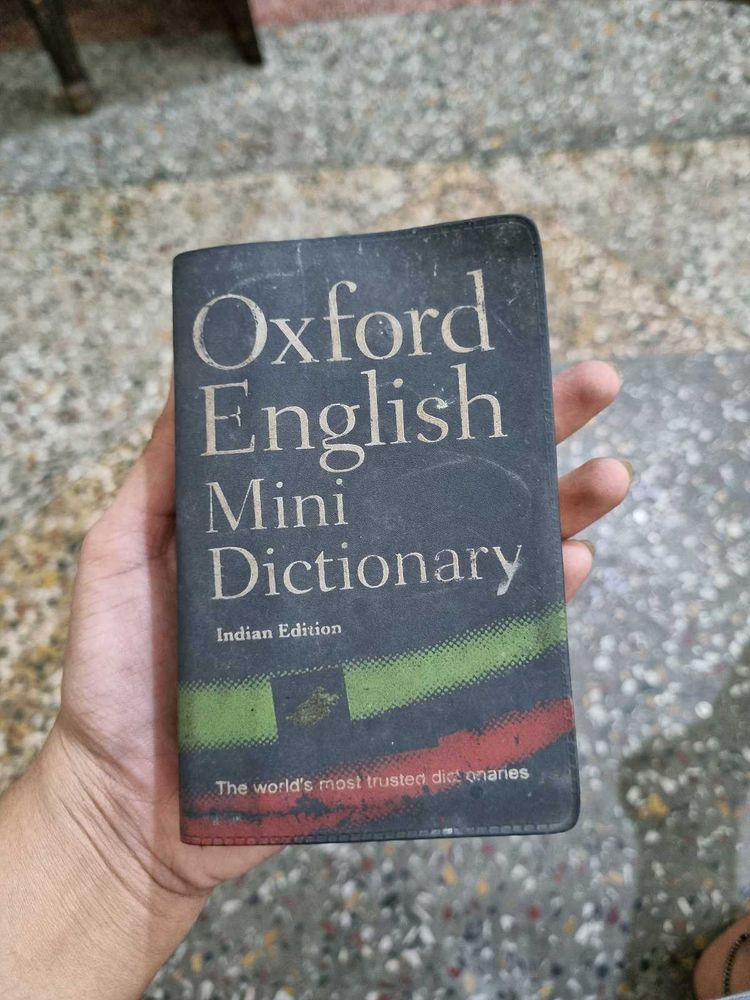 Oxford
English
Mini
Dictionary
Indian Edition
The world's most trusted dictionaries